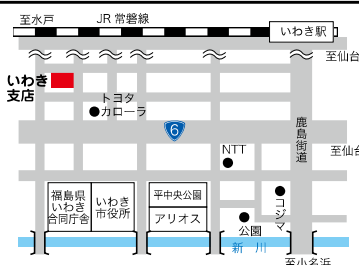 至水戸
JR 常磐線
いわき駅
至仙台
いわき
支店
トヨタ
カローラ
6
鹿島街道
至仙台
NTT
福島県
いわき
合同庁舎
いわき
市役所
平中央公園
アリオス
コジマ
公園
新 川
至小名浜